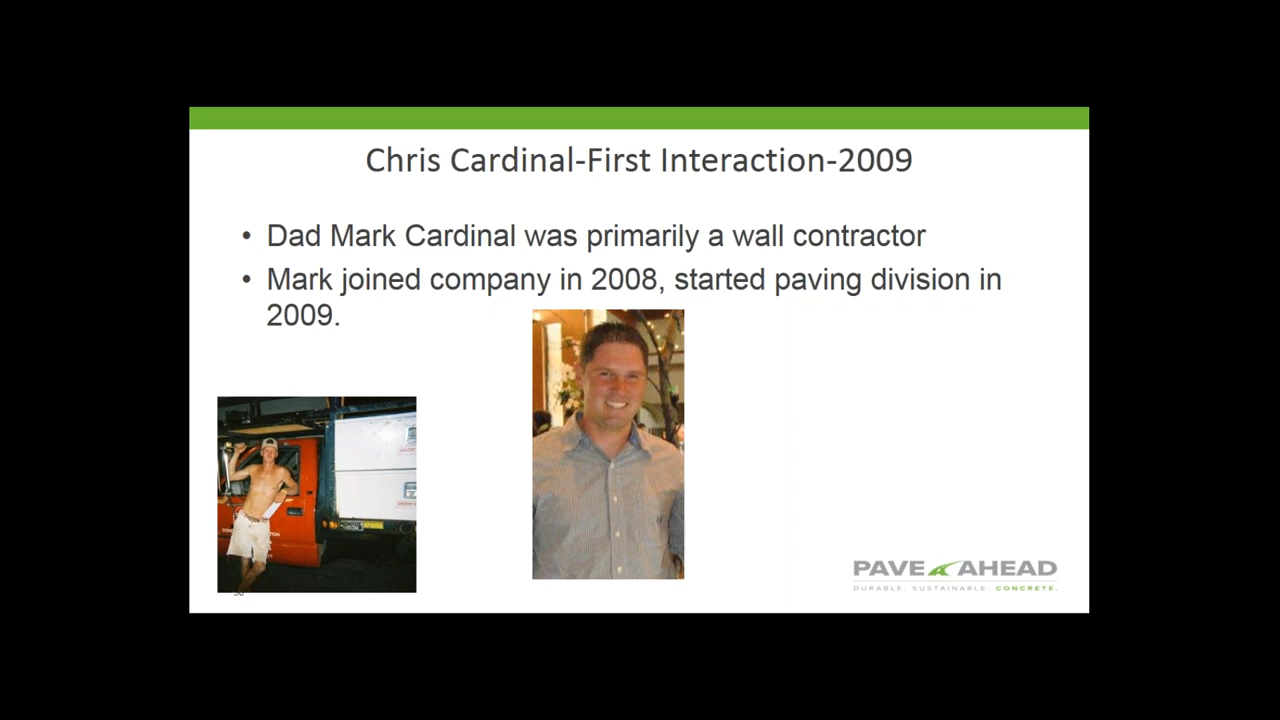 Chris Cardinal-First Interaction-2009
• Dad Mark Cardinal was primarily a wall contractor
• Mark joined company in 2008, started paving division in
2009.
PAVE AHEAD
DURABLE. SUSTAINABLE. CONCRETE.